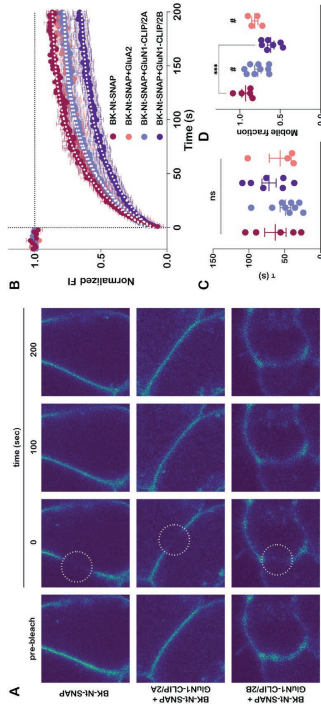 A
time (sec)
pre-bleach
0
100
200
BK-Nt-SNAP
BK-Nt-SNAP +
GluN1-CLIP/2A
BK-Nt-SNAP +
GluN1-CLIP/2B
B
Normalized FI
1.0
0.5
0.0
0
50
100
150
200
Time (s)
BK-Nt-SNAP
BK-Nt-SNAP+GluA2
BK-Nt-SNAP+GluN1-CLIP/2A
BK-Nt-SNAP+GluN1-CLIP/2B
C
τ (S)
150
100
50
0
ns
D
Mobile fraction
1.0
0.5
0.0
***
#
#